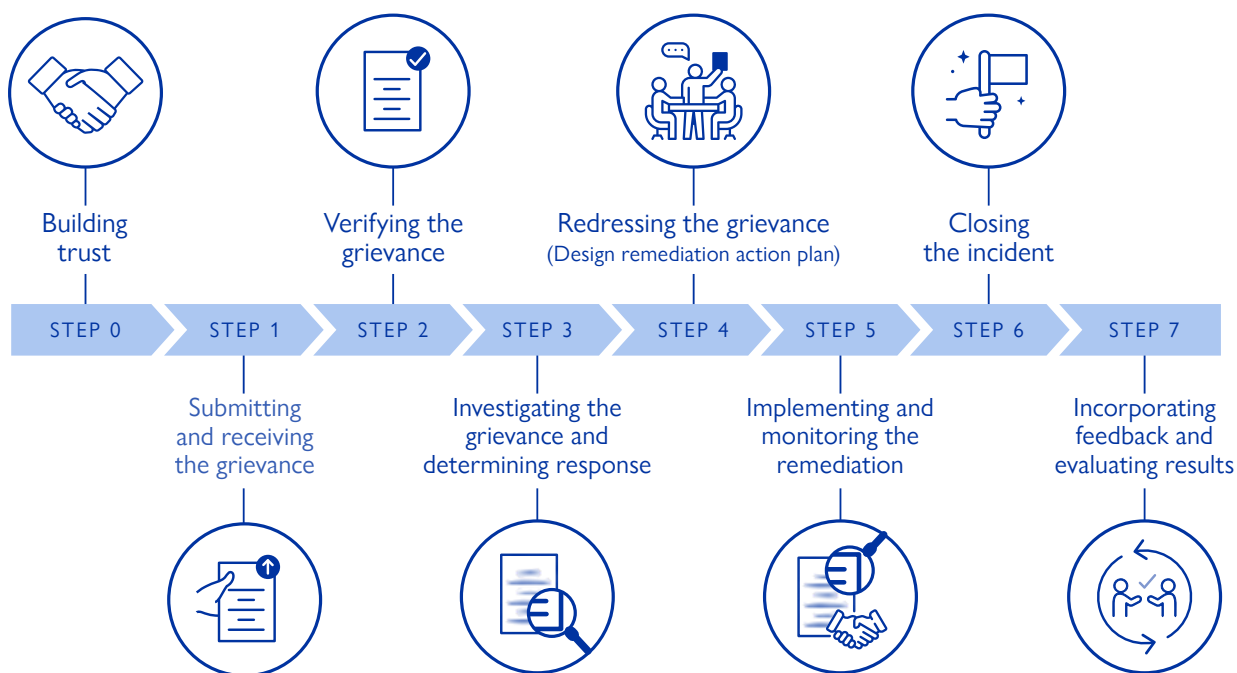 Building
trust
Verifying the
grievance
Redressing the grievance
(Design remediation action plan)
Closing
the incident
STEP 0
STEP 1
STEP 2
STEP 3
STEP 4
STEP 5
STEP 6
STEP 7
Submitting
and receiving
the grievance
Investigating the
grievance and
determining response
Implementing and
monitoring the
remediation
Incorporating
feedback and
evaluating results